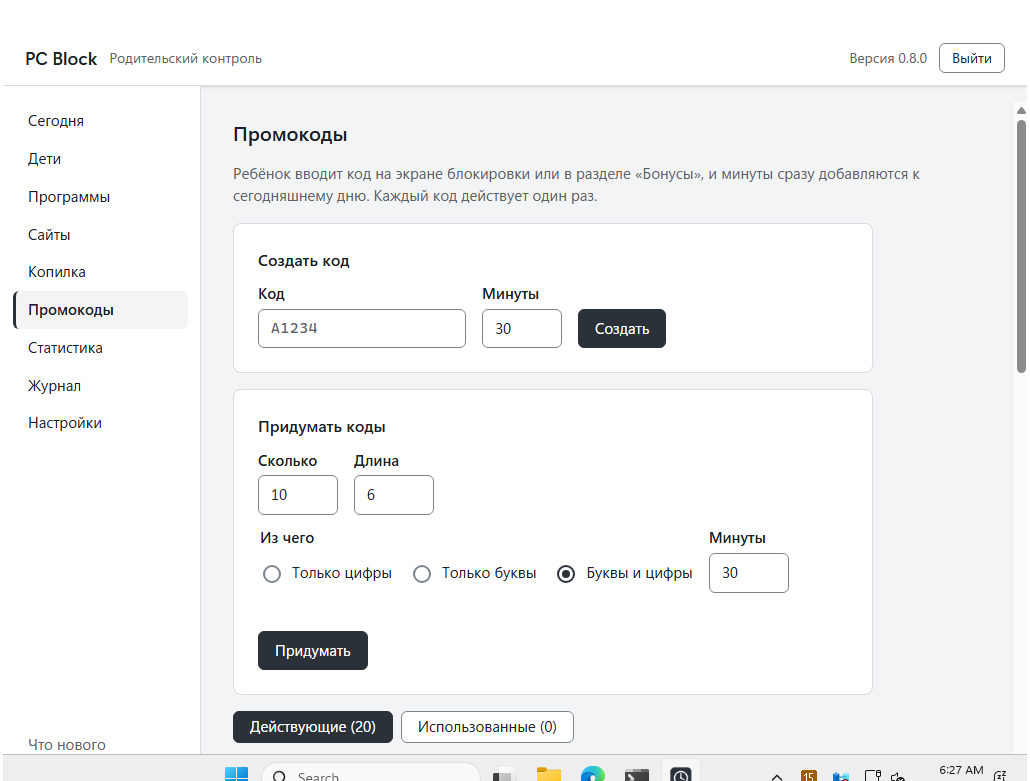 PC Block Родительский контроль
Версия 0.8.0 Выйти
Сегодня
Дети
Программы
Сайты
Копилка
Промокоды
Статистика
Журнал
Настройки
Что нового
Промокоды
Ребёнок вводит код на экране блокировки или в разделе «Бонусы», и минуты сразу добавляются к
сегодняшнему дню. Каждый код действует один раз.
Создать код
Код Минуты
A1234 30 Создать
Придумать коды
Сколько Длина
10 6
Из чего Минуты
Только цифры Только буквы Буквы и цифры 30
Придумать
Действующие (20) Использованные (0)
Search 15 6:27 AM